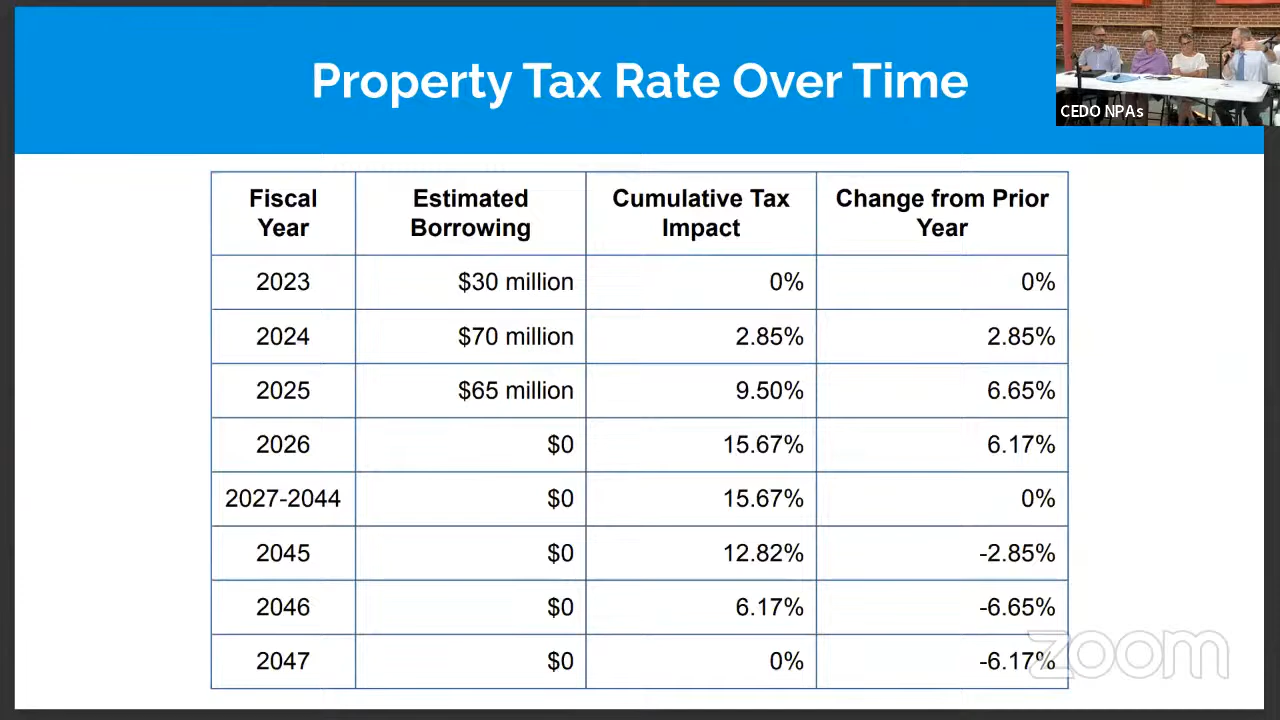 Property Tax Rate Over Time
CEDO NPAs
Fiscal Year | Estimated Borrowing | Cumulative Tax Impact | Change from Prior Year
2023 | $30 million | 0% | 0%
2024 | $70 million | 2.85% | 2.85%
2025 | $65 million | 9.50% | 6.65%
2026 | $0 | 15.67% | 6.17%
2027-2044 | $0 | 15.67% | 0%
2045 | $0 | 12.82% | -2.85%
2046 | $0 | 6.17% | -6.65%
2047 | $0 | 0% | -6.17%
zoom